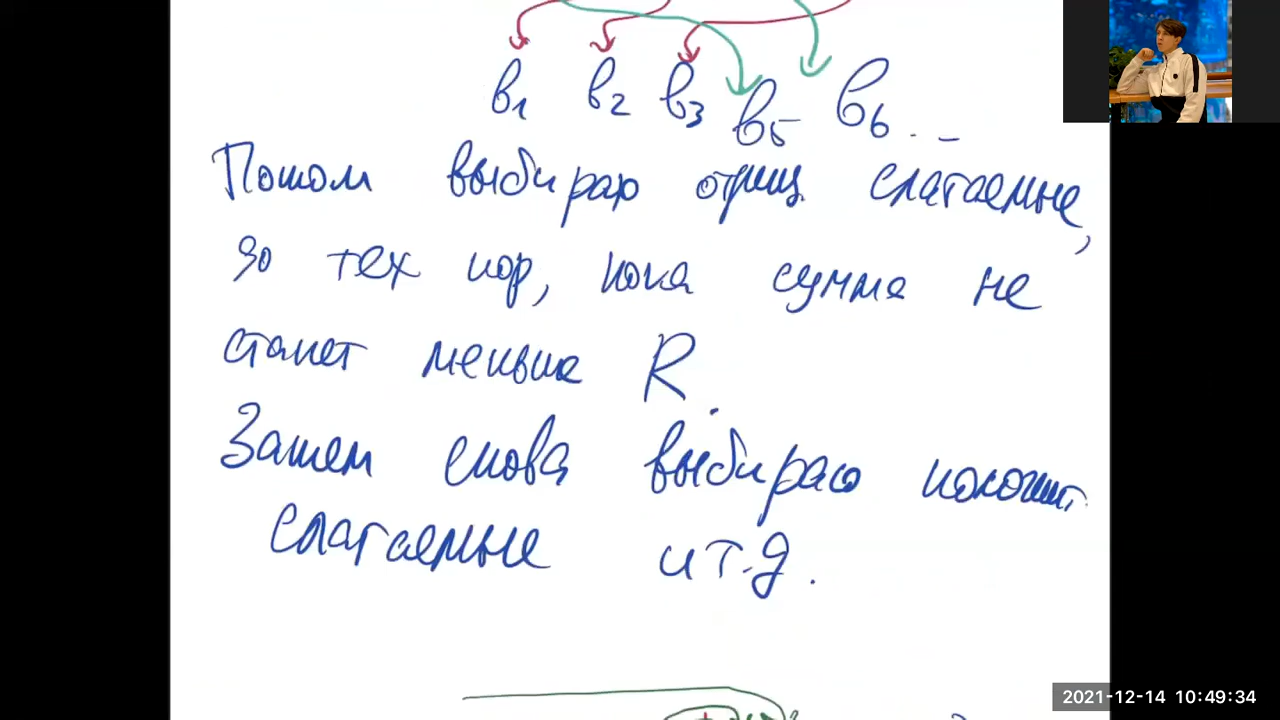 b₁ b₂ b₃ b₅ b₆ ...
Потом выбираю отриц слагаемые,
до тех пор, пока сумма не
станет меньше R.
Затем снова выбираю полочит.
слагаемые и т.д.
2021-12-14 10:49:34